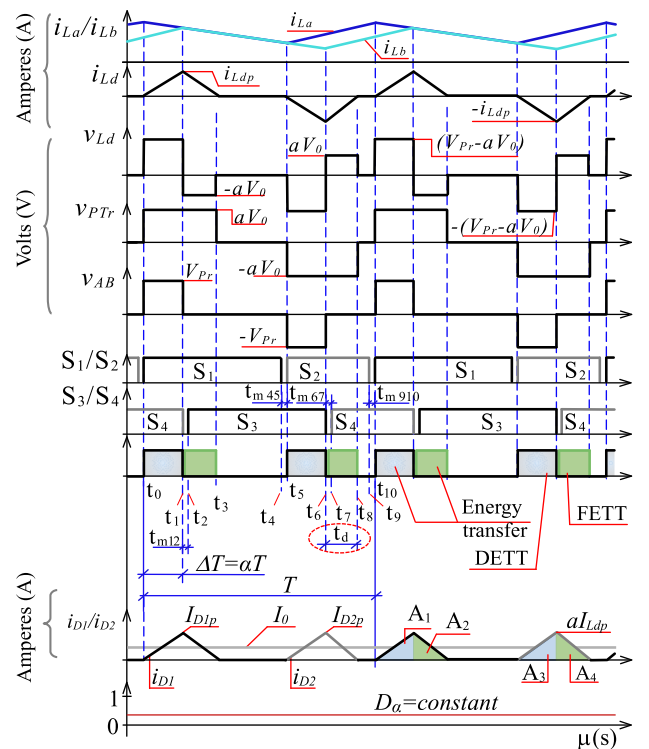 Amperes (A)
iLa/iLb
iLa
iLb
iLd
iLdp
-iLdp
Volts (V)
vLd
aV0
(VPr-aV0)
-aV0
vPTr
aV0
-(VPr-aV0)
-aV0
vAB
VPr
-VPr
S1/S2
S1
S2
S1
S2
S3/S4
tm 45
tm 67
tm 910
S4
S3
S4
S3
S4
t0
t1
t2
t3
t4
t5
t6
t7
t8
t9
t10
Energy
transfer
FETT
DETT
tm12
td
ΔT=αT
T
Amperes (A)
iD1/iD2
ID1p
I0
ID2p
A1
A2
aILdp
iD1
iD2
A3
A4
1
Dα=constant
0
μ(s)